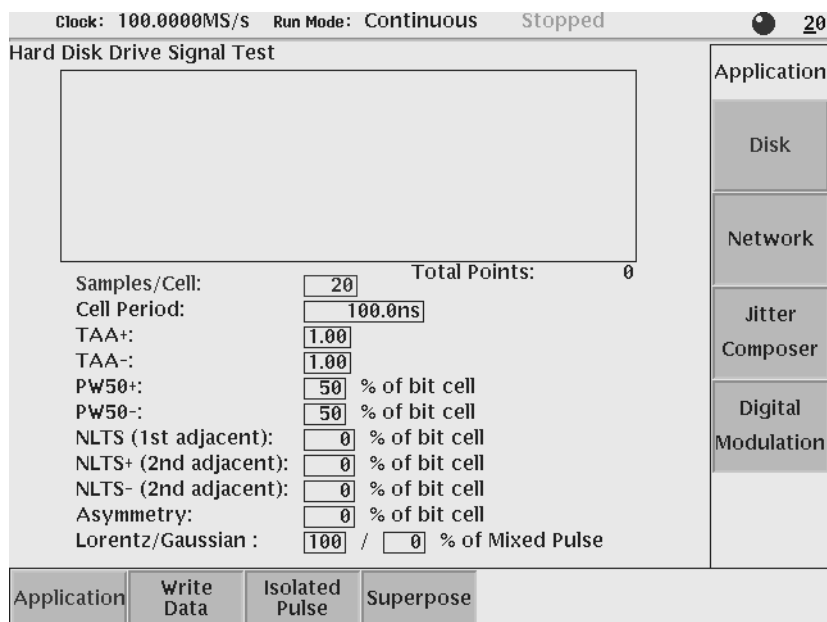 Clock: 100.0000MS/s Run Mode: Continuous Stopped 20
Hard Disk Drive Signal Test
Application
Disk
Network
Jitter
Composer
Digital
Modulation
Total Points: 0
Samples/Cell: 20
Cell Period: 100.0ns
TAA+: 1.00
TAA-: 1.00
PW50+: 50 % of bit cell
PW50-: 50 % of bit cell
NLTS (1st adjacent): 0 % of bit cell
NLTS+ (2nd adjacent): 0 % of bit cell
NLTS- (2nd adjacent): 0 % of bit cell
Asymmetry: 0 % of bit cell
Lorentz/Gaussian : 100 / 0 % of Mixed Pulse
Application
Write
Data
Isolated
Pulse
Superpose